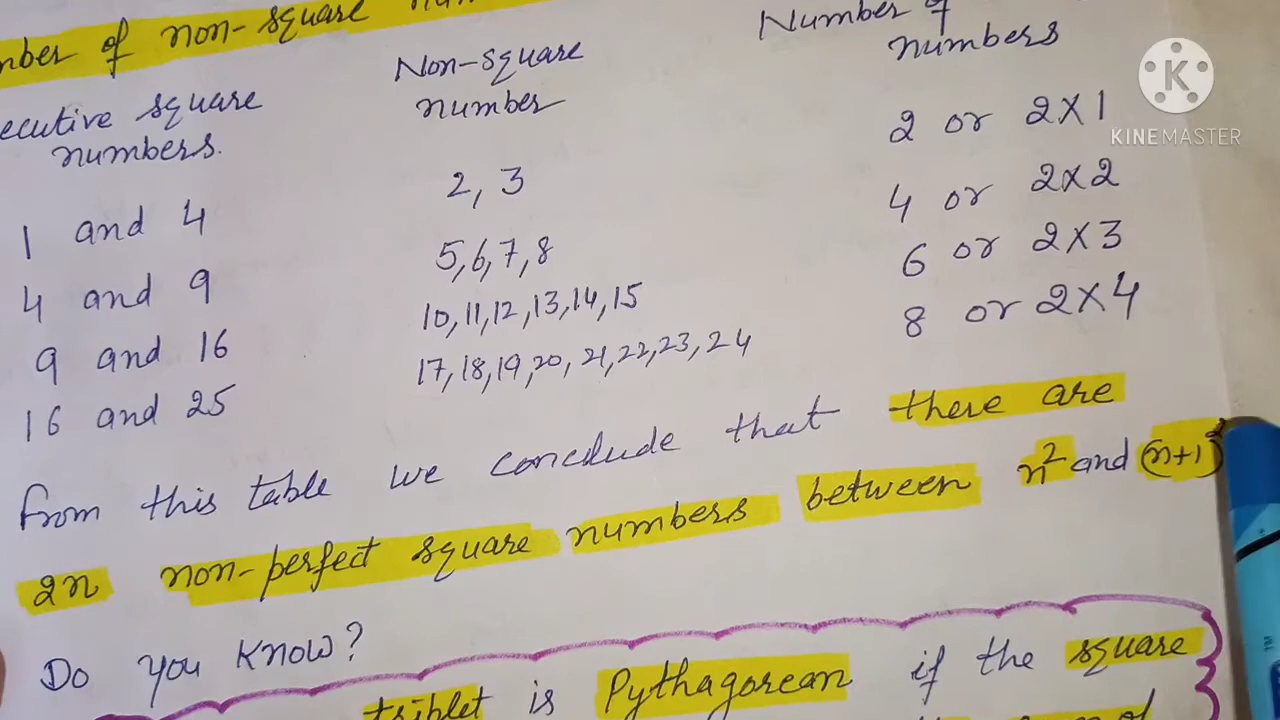 of non-square
Non-square
number
Number of
numbers
square
numbers.
1 and 4 2, 3 2 or 2×1
4 and 9 5,6,7,8 4 or 2×2
9 and 16 10,11,12,13,14,15 6 or 2×3
16 and 25 17,18,19,20, 21,22,23,24 8 or 2×4
from this table we conclude that there are
2n non-perfect square numbers between n² and (n+1)²
Do you know?
triplet is Pythagorean if the square
of
K
KINEMASTER